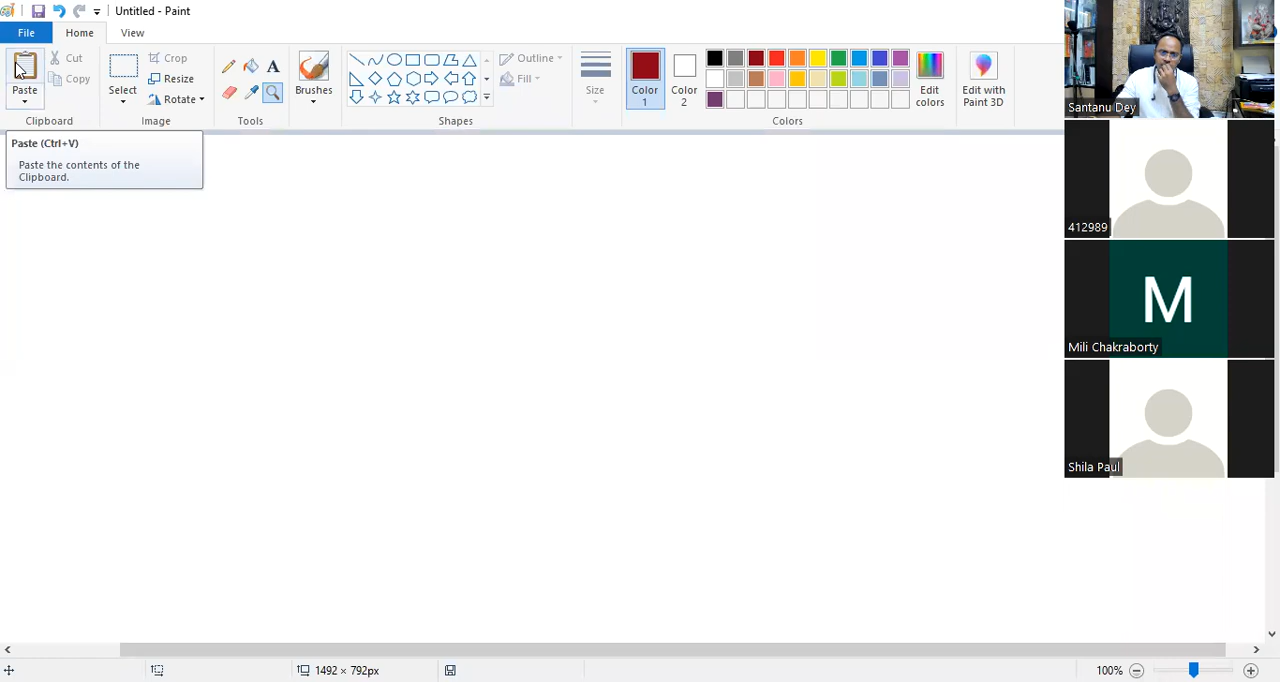 Untitled - Paint
File
Home
View
Paste
Cut
Copy
Clipboard
Select
Crop
Resize
Rotate
Image
A
Tools
Brushes
Shapes
Outline
Fill
Size
Color
1
Color
2
Edit
colors
Colors
Edit with
Paint 3D
Paste (Ctrl+V)
Paste the contents of the
Clipboard.
Santanu Dey
412989
M
Mili Chakraborty
Shila Paul
1492 × 792px
100%